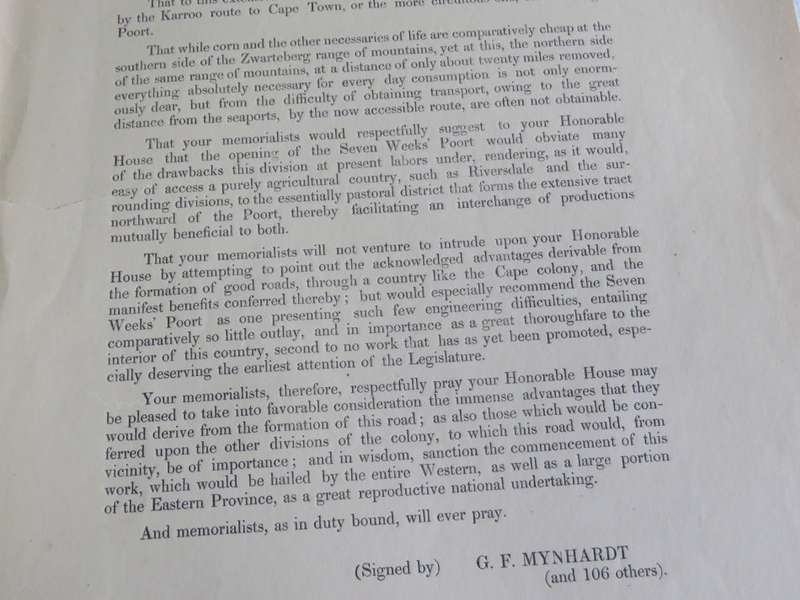 That to this
by the Karroo route to Cape Town, or the more
Poort.
That while corn and the other necessaries of life are comparatively cheap at the
southern side of the Zwarteberg range of mountains, yet at this, the northern side
of the same range of mountains, at a distance of only about twenty miles removed,
everything absolutely necessary for every day consumption is not only enorm-
ously dear, but from the difficulty of obtaining transport, owing to the great
distance from the seaports, by the now accessible route, are often not obtainable.
That your memorialists would respectfully suggest to your Honorable
House that the opening of the Seven Weeks' Poort would obviate many
of the drawbacks this division at present labors under, rendering, as it would,
easy of access a purely agricultural country, such as Riversdale and the sur-
rounding divisions, to the essentially pastoral district that forms the extensive tract
northward of the Poort, thereby facilitating an interchange of productions
mutually beneficial to both.
That your memorialists will not venture to intrude upon your Honorable
House by attempting to point out the acknowledged advantages derivable from
the formation of good roads, through a country like the Cape colony, and the
manifest benefits conferred thereby; but would especially recommend the Seven
Weeks' Poort as one presenting such few engineering difficulties, entailing
comparatively so little outlay, and in importance as a great thoroughfare to the
interior of this country, second to no work that has as yet been promoted, espe-
cially deserving the earliest attention of the Legislature.
Your memorialists, therefore, respectfully pray your Honorable House may
be pleased to take into favorable consideration the immense advantages that they
would derive from the formation of this road; as also those which would be con-
ferred upon the other divisions of the colony, to which this road would, from
vicinity, be of importance; and in wisdom, sanction the commencement of this
work, which would be hailed by the entire Western, as well as a large portion
of the Eastern Province, as a great reproductive national undertaking.
And memorialists, as in duty bound, will ever pray.
(Signed by) G. F. MYNHARDT
(and 106 others).